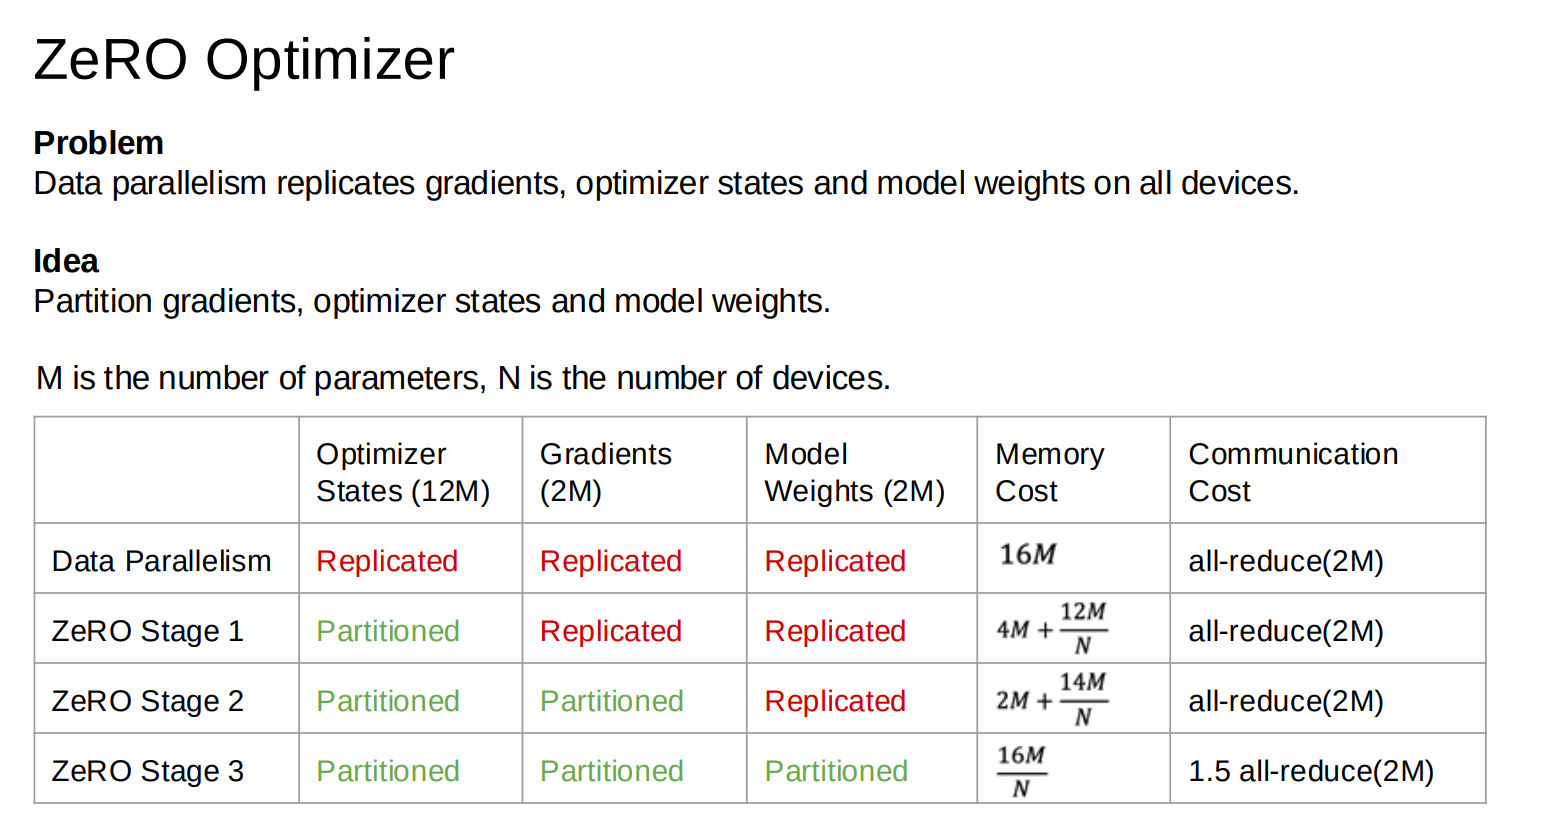 ZeRO Optimizer
Problem
Data parallelism replicates gradients, optimizer states and model weights on all devices.
Idea
Partition gradients, optimizer states and model weights.
M is the number of parameters, N is the number of devices.
Optimizer States (12M) Gradients (2M) Model Weights (2M) Memory Cost Communication Cost
Data Parallelism Replicated Replicated Replicated 16M all-reduce(2M)
ZeRO Stage 1 Partitioned Replicated Replicated 4M + 12M/N all-reduce(2M)
ZeRO Stage 2 Partitioned Partitioned Replicated 2M + 14M/N all-reduce(2M)
ZeRO Stage 3 Partitioned Partitioned Partitioned 16M/N 1.5 all-reduce(2M)